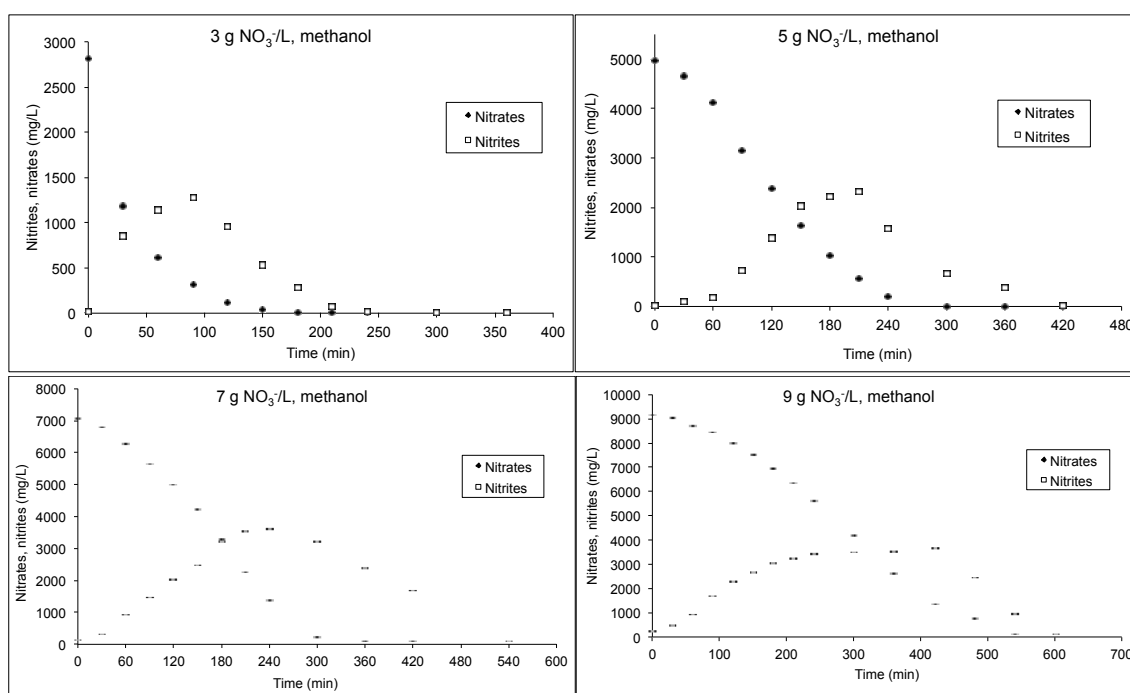 3 g NO₃⁻/L, methanol
Nitrites, nitrates (mg/L)
3000
2500
2000
1500
1000
500
0
Nitrates
Nitrites
0 50 100 150 200 250 300 350 400
Time (min)
5 g NO₃⁻/L, methanol
Nitrites, nitrates (mg/L)
5000
4000
3000
2000
1000
0
Nitrates
Nitrites
0 60 120 180 240 300 360 420 480
Time (min)
7 g NO₃⁻/L, methanol
Nitrates, nitrites (mg/L)
8000
7000
6000
5000
4000
3000
2000
1000
0
Nitrates
Nitrites
0 60 120 180 240 300 360 420 480 540 600
Time (min)
9 g NO₃⁻/L, methanol
Nitrates, nitrites (mg/L)
10000
9000
8000
7000
6000
5000
4000
3000
2000
1000
0
Nitrates
Nitrites
0 100 200 300 400 500 600 700
Time (min)